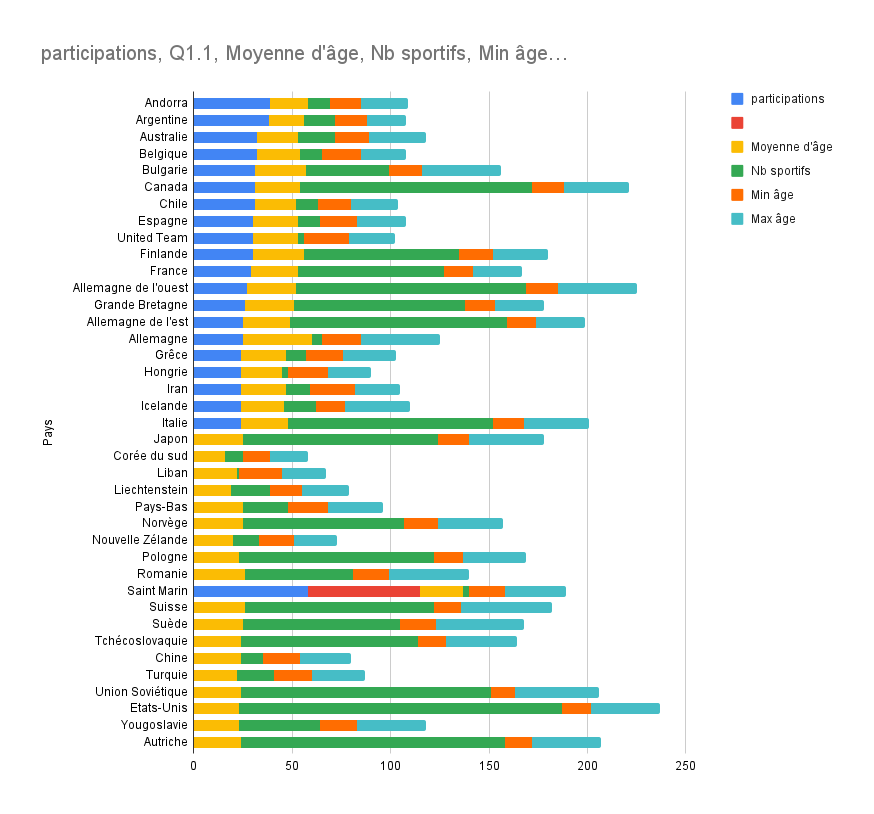 participations, Q1.1, Moyenne d'âge, Nb sportifs, Min âge…
participations
Moyenne d'âge
Nb sportifs
Min âge
Max âge
Pays
Andorra
Argentine
Australie
Belgique
Bulgarie
Canada
Chile
Espagne
United Team
Finlande
France
Allemagne de l'ouest
Grande Bretagne
Allemagne de l'est
Allemagne
Grêce
Hongrie
Iran
Icelande
Italie
Japon
Corée du sud
Liban
Liechtenstein
Pays-Bas
Norvège
Nouvelle Zélande
Pologne
Romanie
Saint Marin
Suisse
Suède
Tchécoslovaquie
Chine
Turquie
Union Soviétique
Etats-Unis
Yougoslavie
Autriche
0 50 100 150 200 250